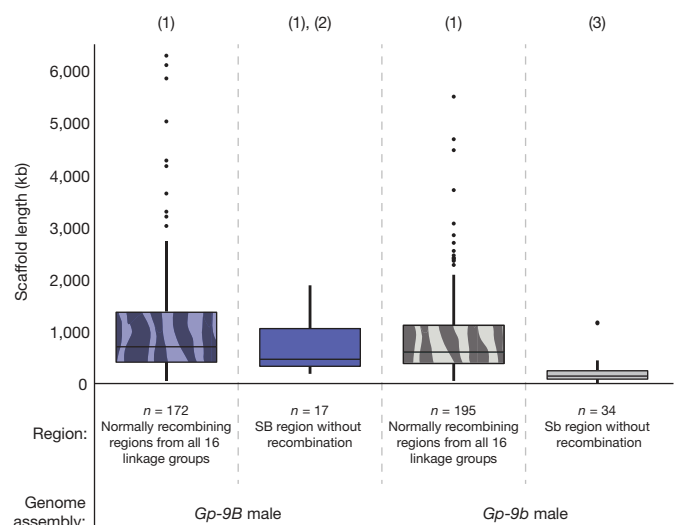 (1)
(1), (2)
(1)
(3)
Scaffold length (kb)
6,000
5,000
4,000
3,000
2,000
1,000
0
Region:
n = 172
Normally recombining
regions from all 16
linkage groups
n = 17
SB region without
recombination
n = 195
Normally recombining
regions from all 16
linkage groups
n = 34
Sb region without
recombination
Genome
assembly:
Gp-9B male
Gp-9b male